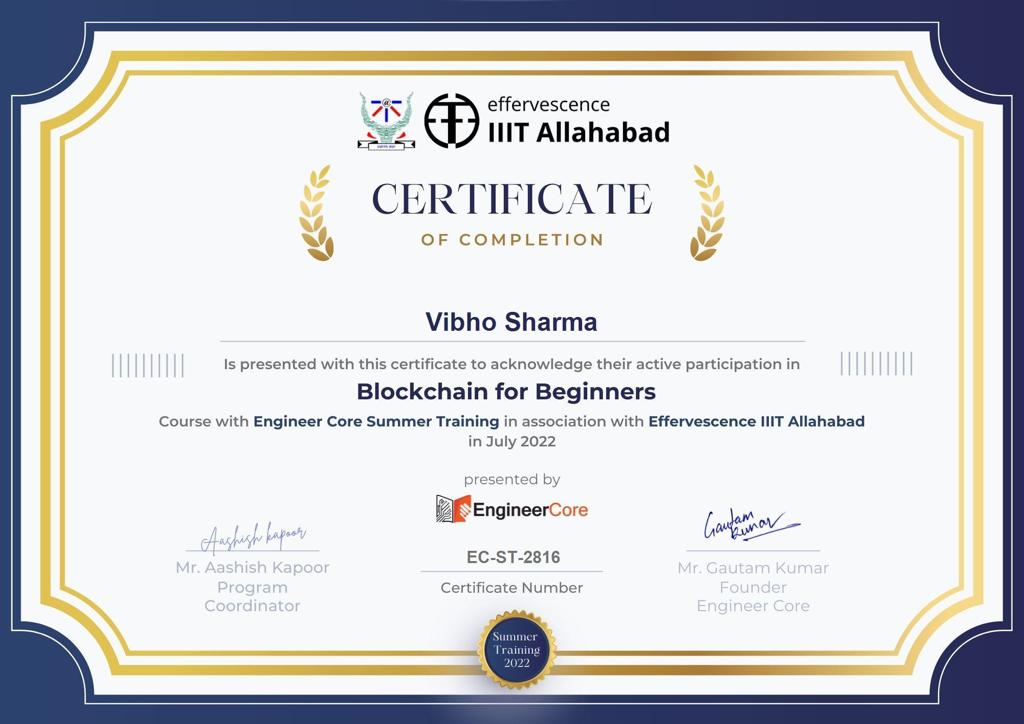 effervescence
IIIT Allahabad
CERTIFICATE
OF COMPLETION
Vibho Sharma
Is presented with this certificate to acknowledge their active participation in
Blockchain for Beginners
Course with Engineer Core Summer Training in association with Effervescence IIIT Allahabad
in July 2022
presented by
EngineerCore
Aashish kapoor
Mr. Aashish Kapoor
Program
Coordinator
EC-ST-2816
Certificate Number
Gautam
Kumar
Mr. Gautam Kumar
Founder
Engineer Core
Summer
Training
2022